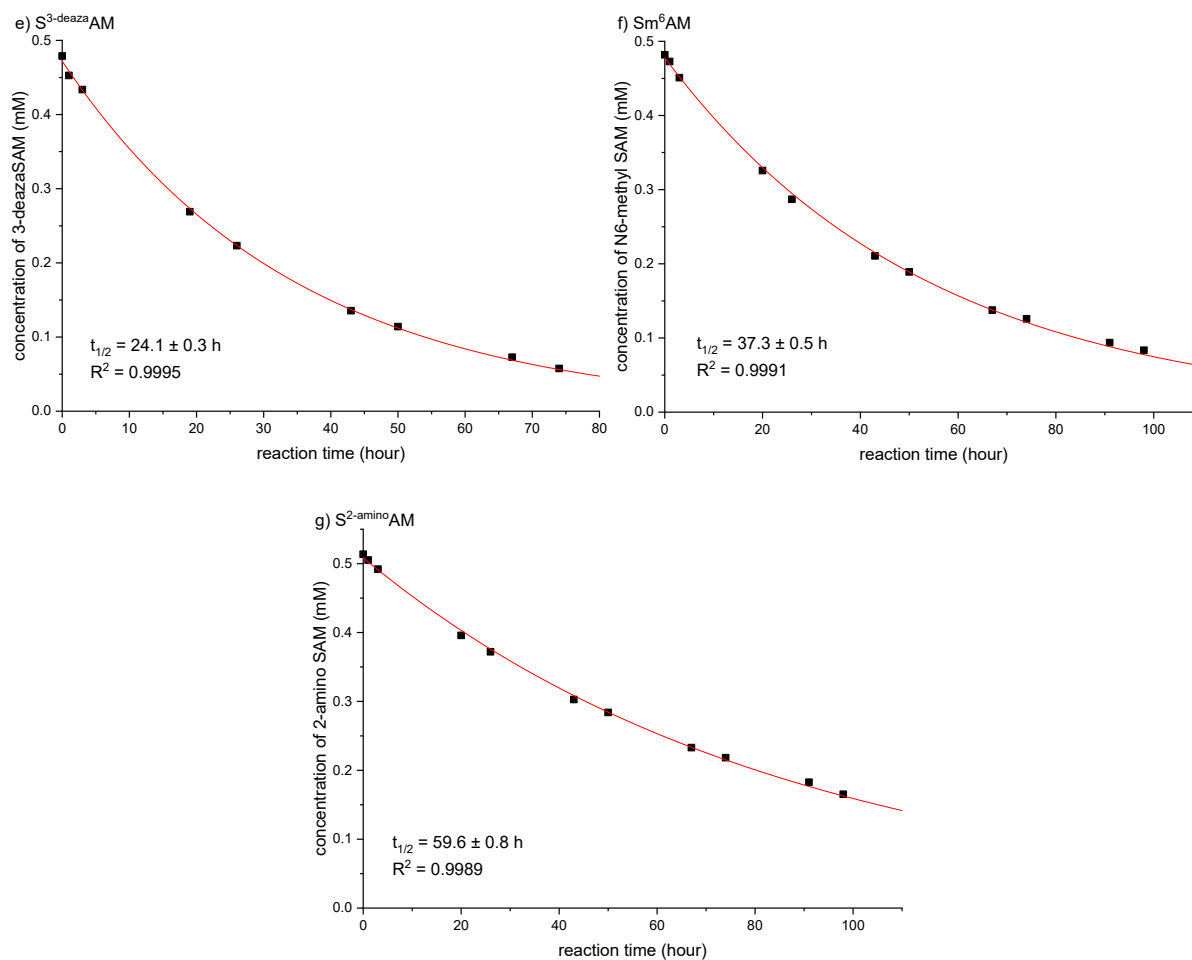 e) S³⁻ᵈᵉᵃᶻᵃAM
0.5
0.4
0.3
0.2
0.1
0.0
concentration of 3-deazaSAM (mM)
t₁/₂ = 24.1 ± 0.3 h
R² = 0.9995
0 10 20 30 40 50 60 70 80
reaction time (hour)
f) Sm⁶AM
0.5
0.4
0.3
0.2
0.1
0.0
concentration of N6-methyl SAM (mM)
t₁/₂ = 37.3 ± 0.5 h
R² = 0.9991
0 20 40 60 80 100
reaction time (hour)
g) S²⁻ᵃᵐⁱⁿᵒAM
0.5
0.4
0.3
0.2
0.1
0.0
concentration of 2-amino SAM (mM)
t₁/₂ = 59.6 ± 0.8 h
R² = 0.9989
0 20 40 60 80 100
reaction time (hour)